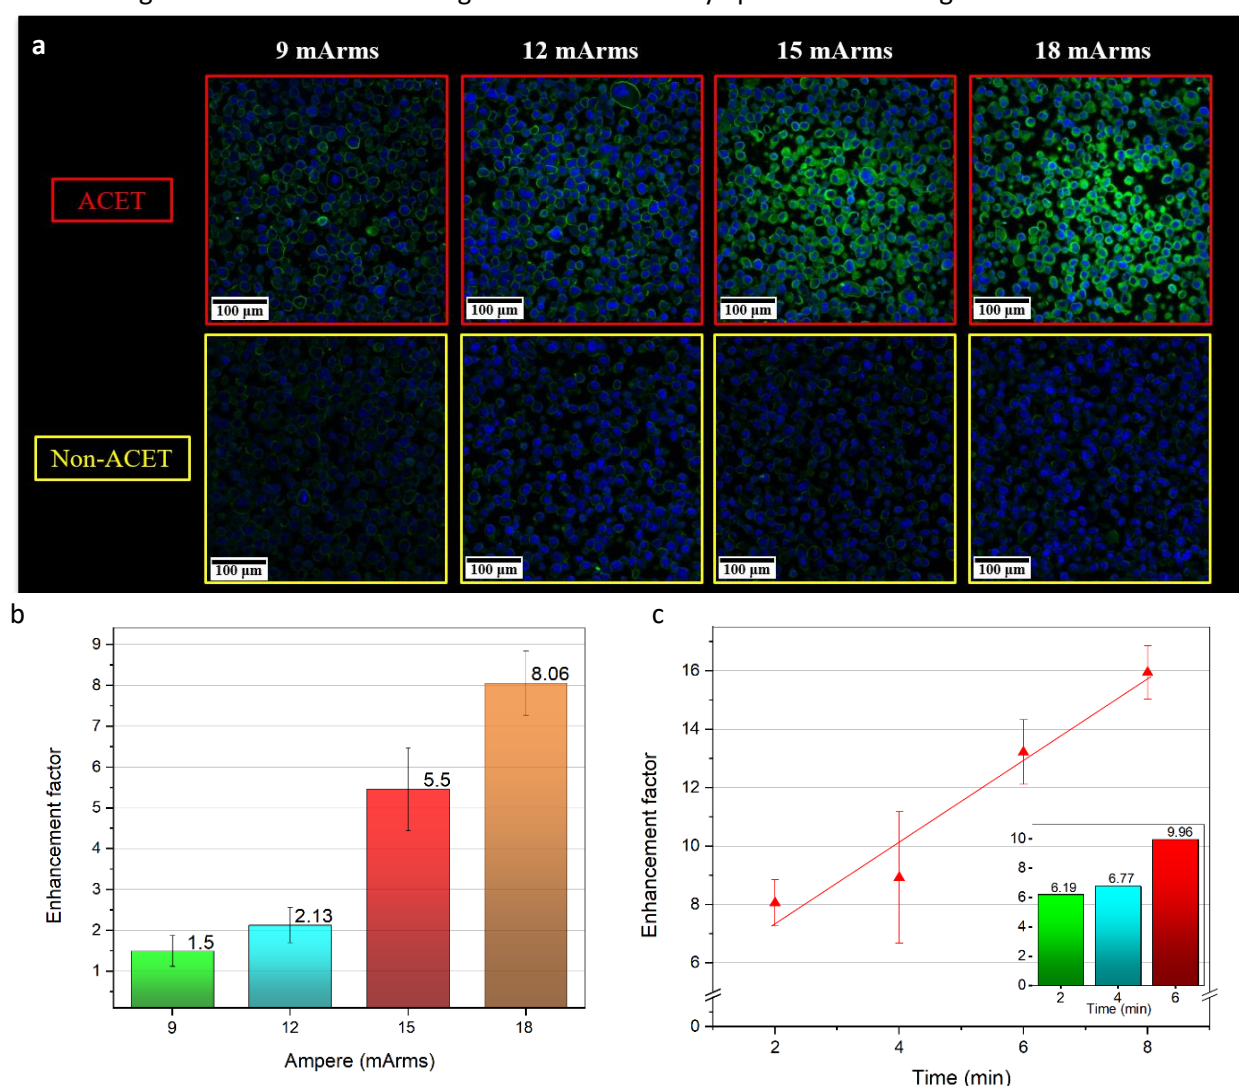 a
9 mArms 12 mArms 15 mArms 18 mArms
ACET
100 µm 100 µm 100 µm 100 µm
Non-ACET
100 µm 100 µm 100 µm 100 µm
b
Enhancement factor
9
8
7
6
5
4
3
2
1
1.5
2.13
5.5
8.06
9 12 15 18
Ampere (mArms)
c
Enhancement factor
16
14
12
10
8
6
0
2 4 6 8
Time (min)
10
8
6
4
2
0
6.19
6.77
9.96
2 4 6
Time (min)